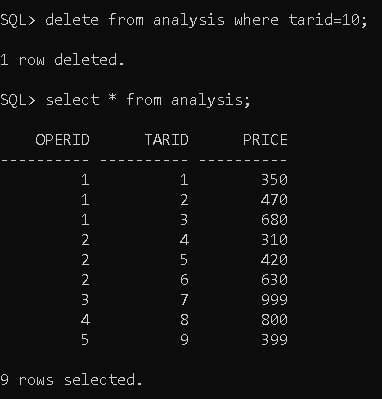 SQL> delete from analysis where tarid=10;
1 row deleted.
SQL> select * from analysis;
OPERID TARID PRICE
---------- ---------- ----------
1 1 350
1 2 470
1 3 680
2 4 310
2 5 420
2 6 630
3 7 999
4 8 800
5 9 399
9 rows selected.